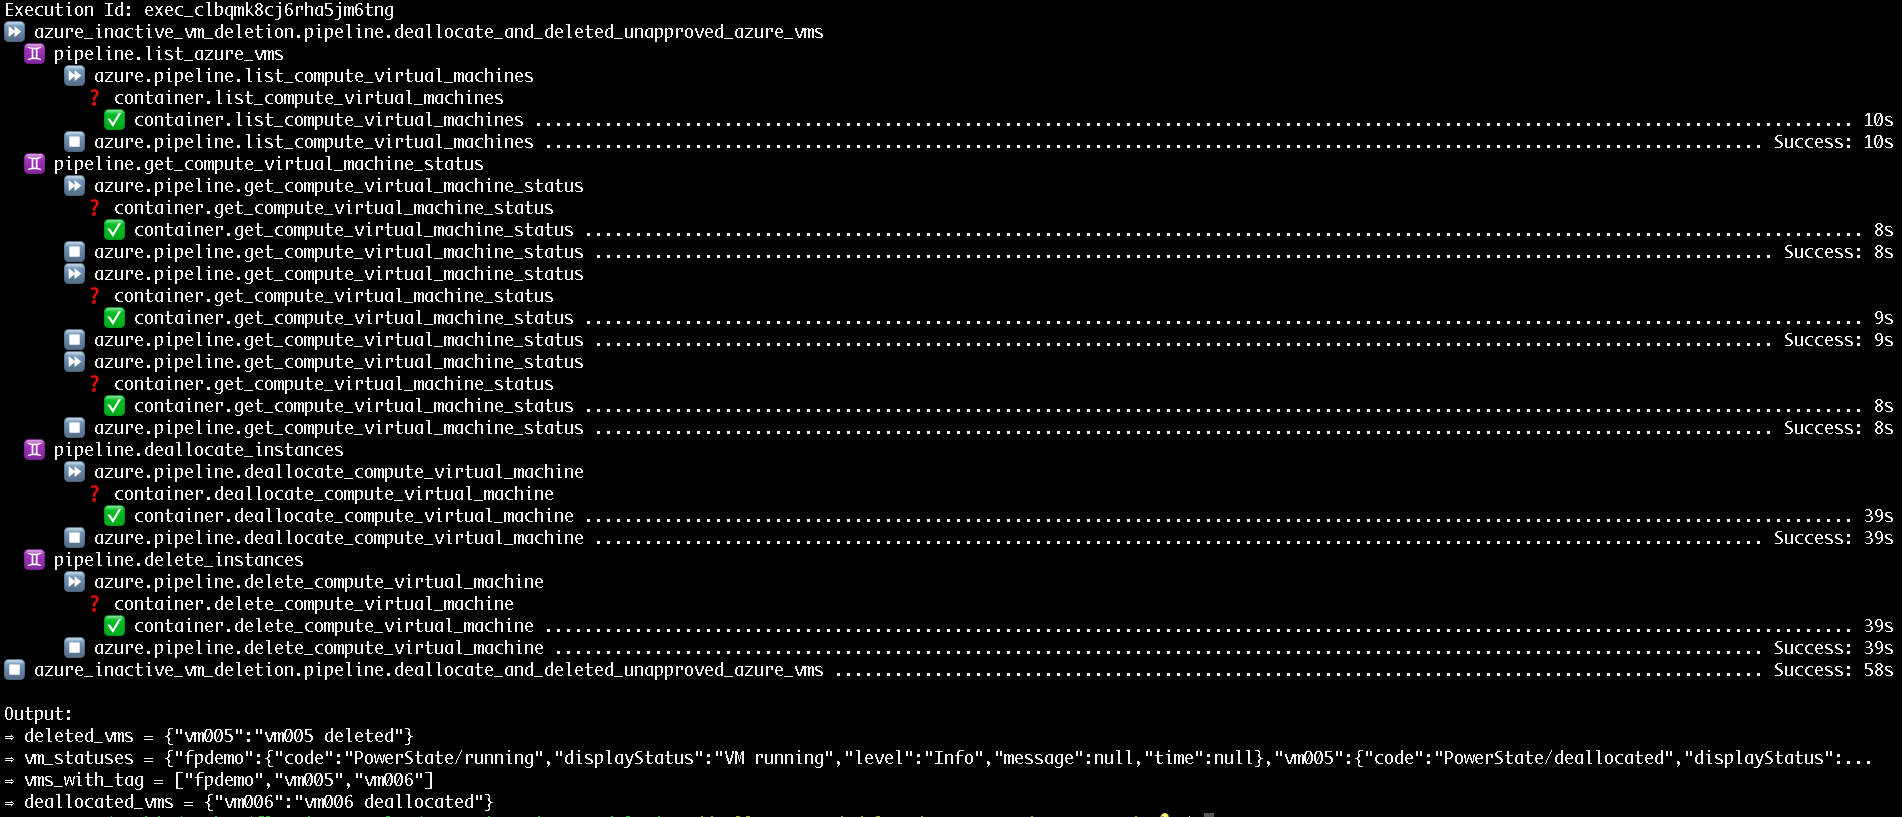 Execution Id: exec_clbqmk8cj6rha5jm6tng
azure_inactive_vm_deletion.pipeline.deallocate_and_deleted_unapproved_azure_vms
pipeline.list_azure_vms
azure.pipeline.list_compute_virtual_machines
? container.list_compute_virtual_machines
container.list_compute_virtual_machines ........ 10s
azure.pipeline.list_compute_virtual_machines ........ Success: 10s
pipeline.get_compute_virtual_machine_status
azure.pipeline.get_compute_virtual_machine_status
? container.get_compute_virtual_machine_status
container.get_compute_virtual_machine_status ........ 8s
azure.pipeline.get_compute_virtual_machine_status ........ Success: 8s
azure.pipeline.get_compute_virtual_machine_status
? container.get_compute_virtual_machine_status
container.get_compute_virtual_machine_status ........ 9s
azure.pipeline.get_compute_virtual_machine_status ........ Success: 9s
azure.pipeline.get_compute_virtual_machine_status
? container.get_compute_virtual_machine_status
container.get_compute_virtual_machine_status ........ 8s
azure.pipeline.get_compute_virtual_machine_status ........ Success: 8s
pipeline.deallocate_instances
azure.pipeline.deallocate_compute_virtual_machine
? container.deallocate_compute_virtual_machine
container.deallocate_compute_virtual_machine ........ 39s
azure.pipeline.deallocate_compute_virtual_machine ........ Success: 39s
pipeline.delete_instances
azure.pipeline.delete_compute_virtual_machine
? container.delete_compute_virtual_machine
container.delete_compute_virtual_machine ........ 39s
azure.pipeline.delete_compute_virtual_machine ........ Success: 39s
azure_inactive_vm_deletion.pipeline.deallocate_and_deleted_unapproved_azure_vms ........ Success: 58s
Output:
⇒ deleted_vms = {"vm005":"vm005 deleted"}
⇒ vm_statuses = {"fpdemo":{"code":"PowerState/running","displayStatus":"VM running","level":"Info","message":null,"time":null},"vm005":{"code":"PowerState/deallocated","displayStatus":...
⇒ vms_with_tag = ["fpdemo","vm005","vm006"]
⇒ deallocated_vms = {"vm006":"vm006 deallocated"}